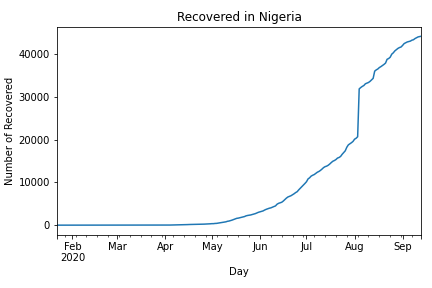 Recovered in Nigeria
Number of Recovered
40000
30000
20000
10000
0
Feb Mar Apr May Jun Jul Aug Sep
2020
Day